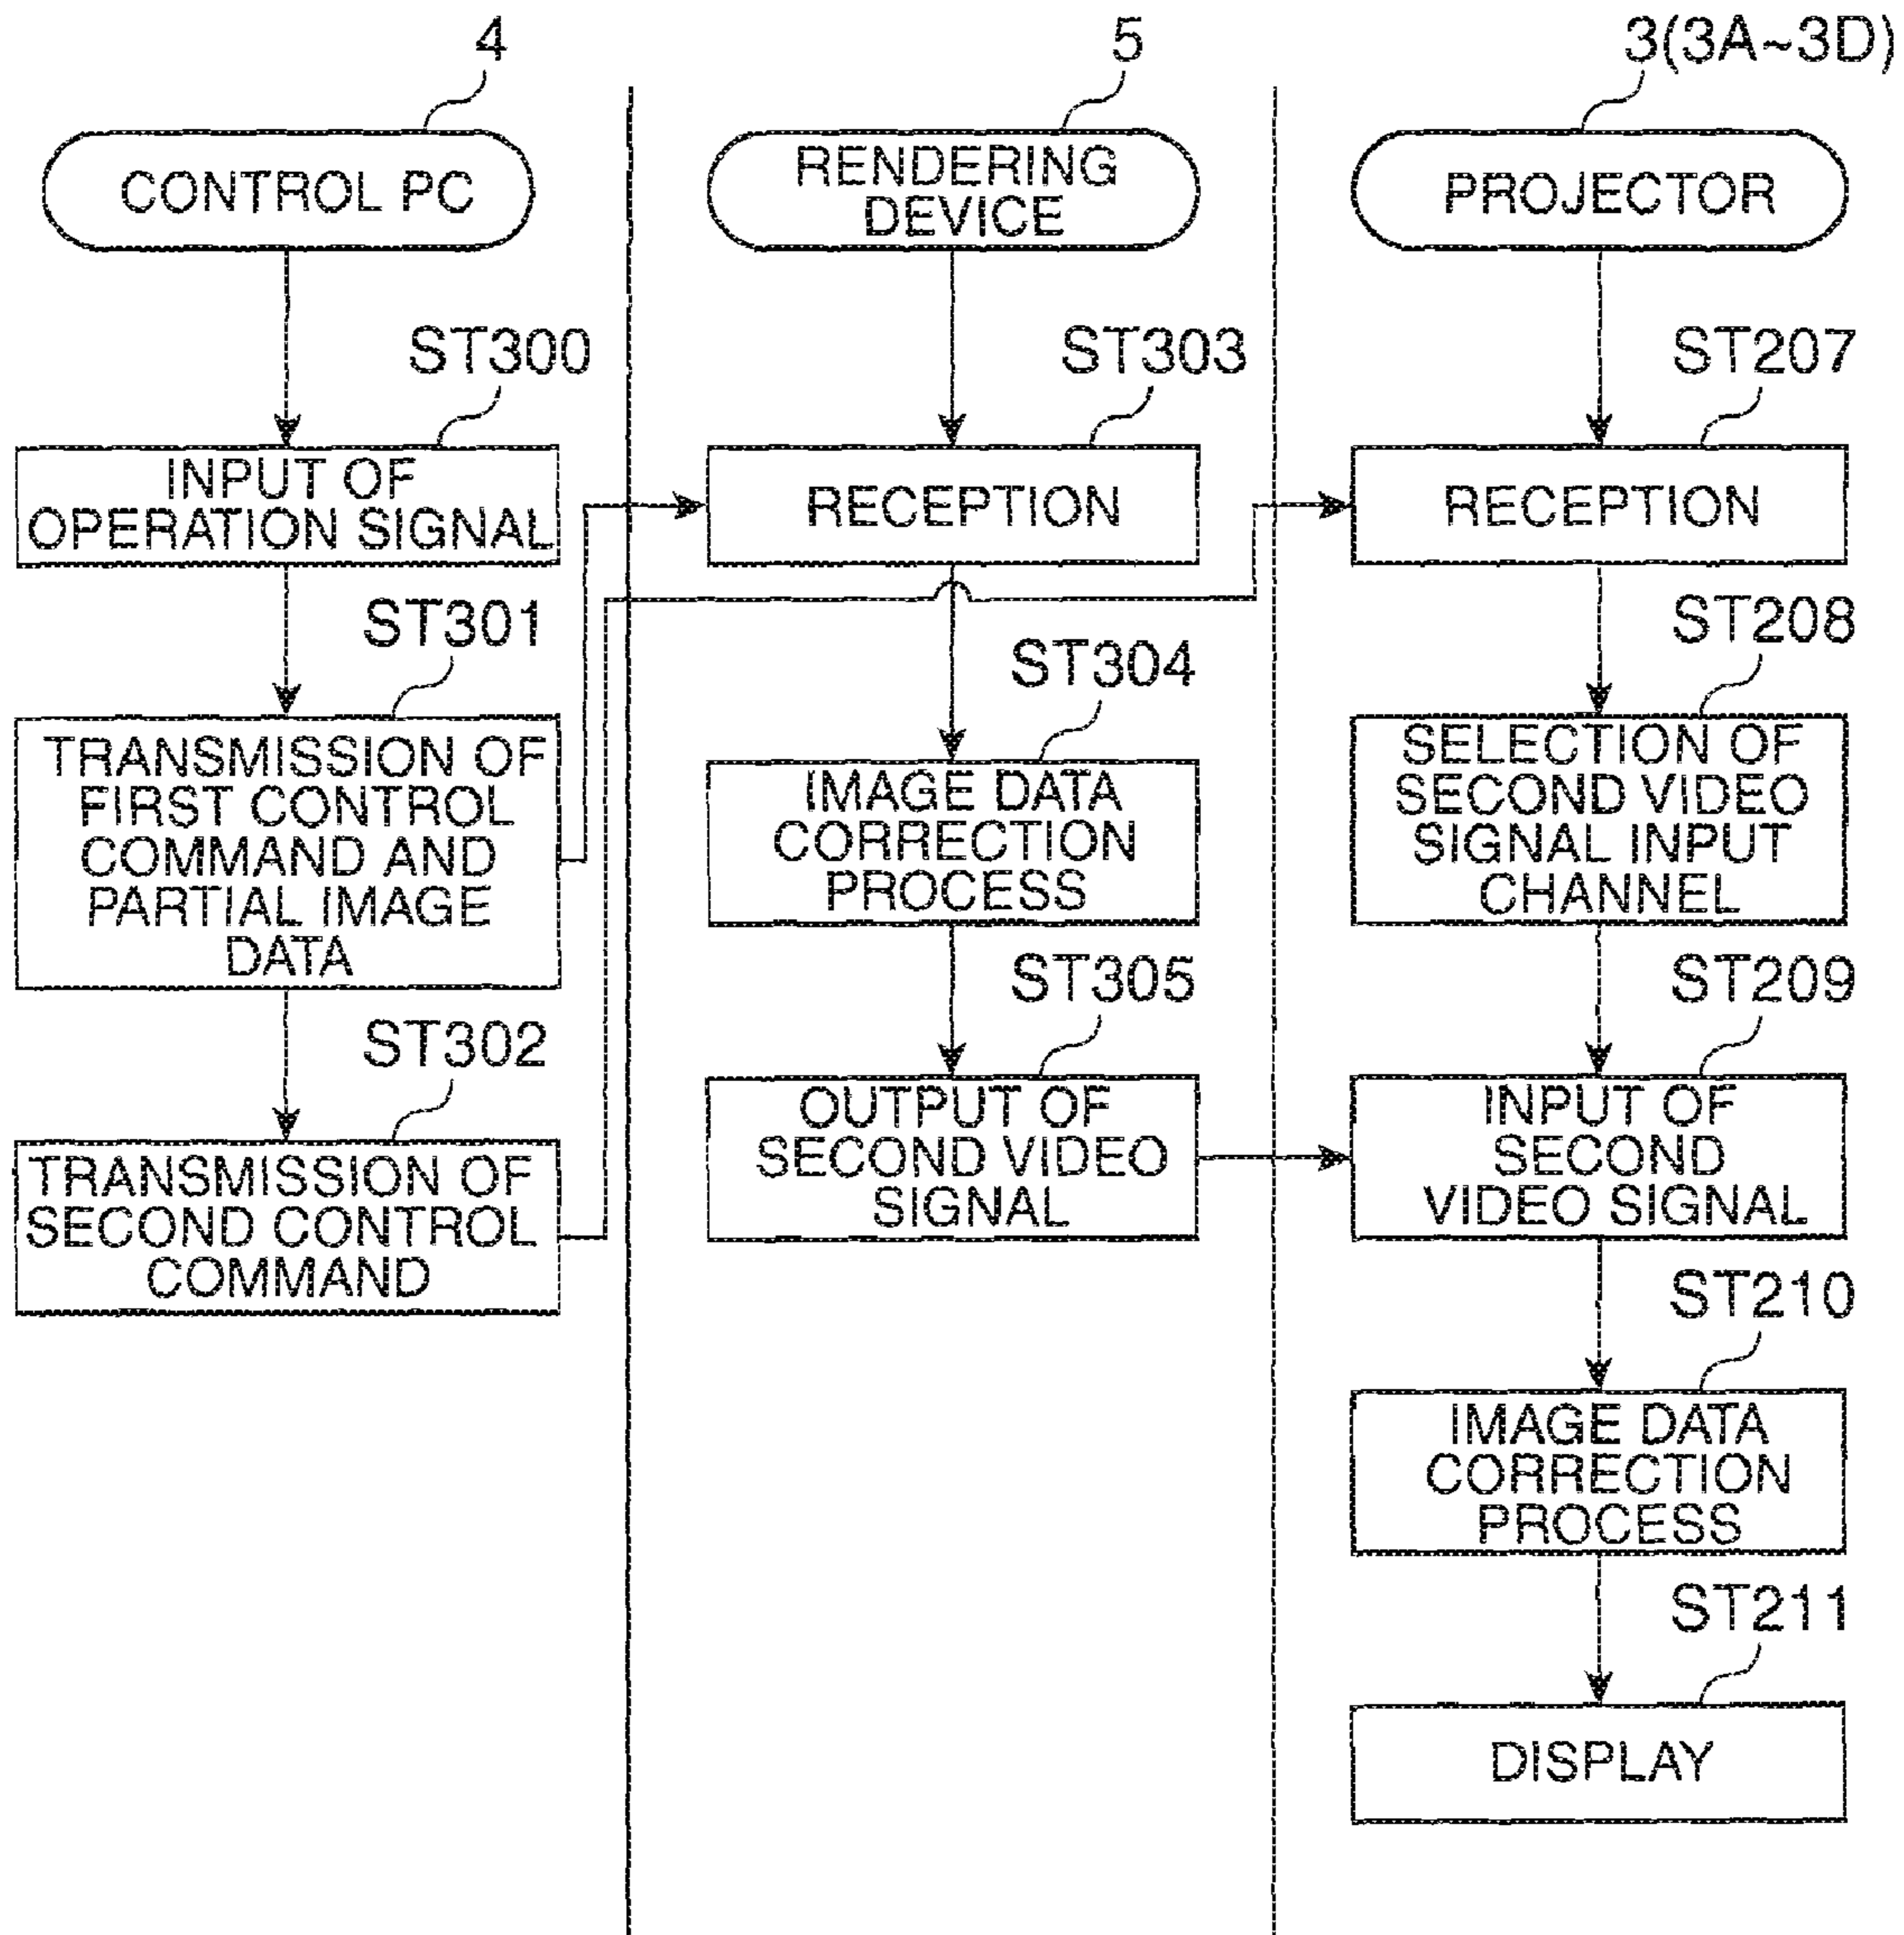 4
CONTROL PC
ST300
INPUT OF
OPERATION SIGNAL
ST301
TRANSMISSION OF
FIRST CONTROL
COMMAND AND
PARTIAL IMAGE
DATA
ST302
TRANSMISSION OF
SECOND CONTROL
COMMAND
5
RENDERING
DEVICE
ST303
RECEPTION
ST304
IMAGE DATA
CORRECTION
PROCESS
ST305
OUTPUT OF
SECOND VIDEO
SIGNAL
3(3A~3D)
PROJECTOR
ST207
RECEPTION
ST208
SELECTION OF
SECOND VIDEO
SIGNAL INPUT
CHANNEL
ST209
INPUT OF
SECOND
VIDEO SIGNAL
ST210
IMAGE DATA
CORRECTION
PROCESS
ST211
DISPLAY